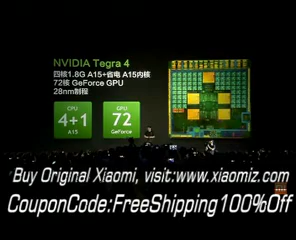 NVIDIA Tegra 4
四核1.8G A15+省电 A15内核
72核 GeForce GPU
28nm制程
CPU
4+1
A15
GPU
72
GeForce
Buy Original Xiaomi, visit:www.xiaomiz.com
CouponCode:FreeShipping100%Off